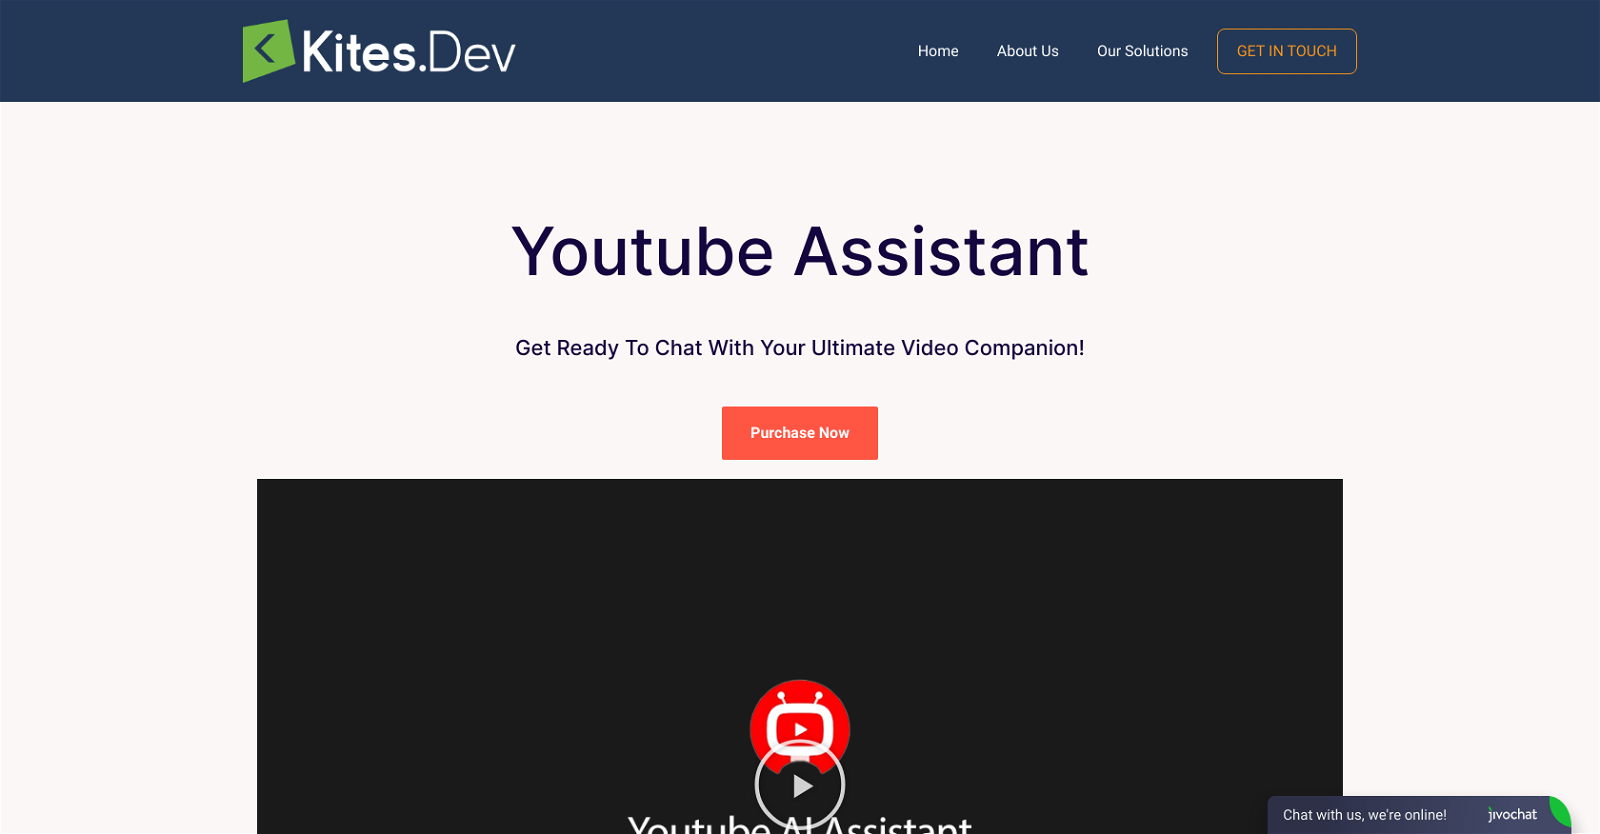 Kites.Dev
Home About Us Our Solutions GET IN TOUCH
Youtube Assistant
Get Ready To Chat With Your Ultimate Video Companion!
Purchase Now
Youtube AI Assistant
Chat with us, we're online! jivochat